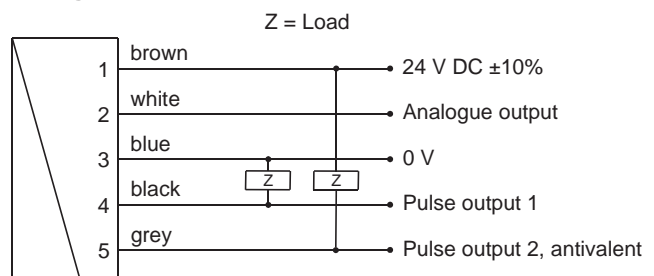 Z = Load
1 brown 24 V DC ±10%
2 white Analogue output
3 blue 0 V
Z Z
4 black Pulse output 1
5 grey Pulse output 2, antivalent